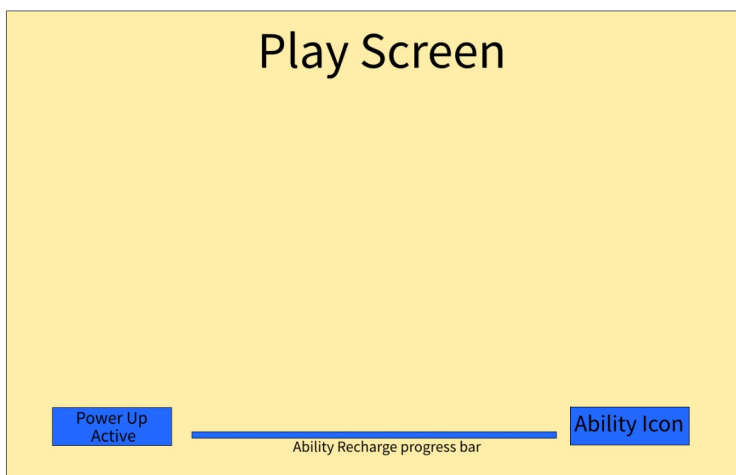 Play Screen
Power Up
Active
Ability Recharge progress bar
Ability Icon